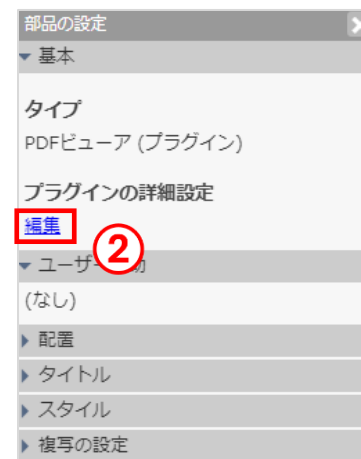 部品の設定
基本
タイプ
PDFビューア (プラグイン)
プラグインの詳細設定
編集
②
ユーザー
(なし)
配置
タイトル
スタイル
複写の設定